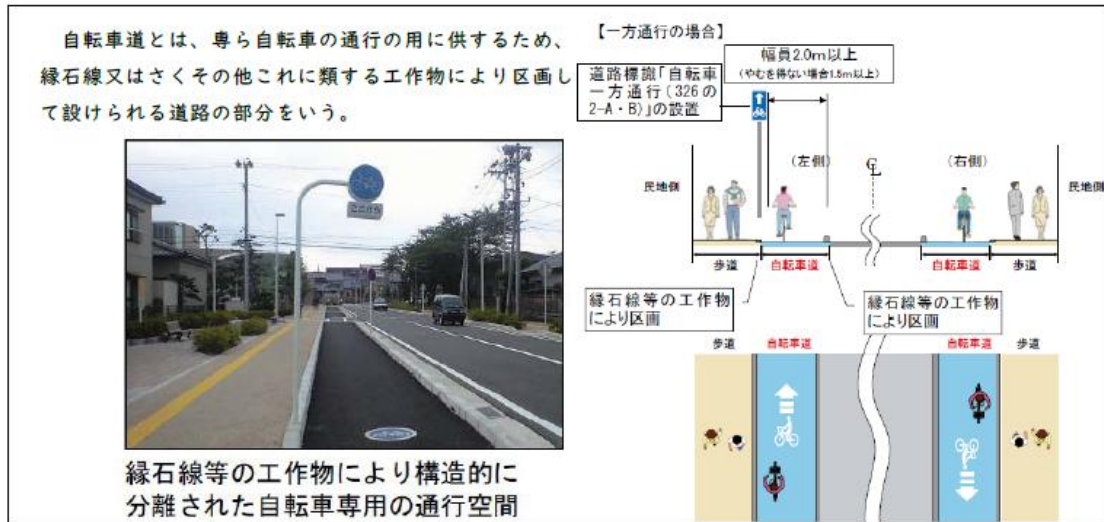 自転車道とは、専ら自転車の通行の用に供するため、
縁石線又はさくその他これに類する工作物により区画し
て設けられる道路の部分をいう。
縁石線等の工作物により構造的に
分離された自転車専用の通行空間
【一方通行の場合】
道路標識「自転車
一方通行(326の
2-A・B)」の設置
幅員2.0m以上
(やむを得ない場合1.5m以上)
(左側)
℄
(右側)
民地側
民地側
歩道
自転車道
自転車道
歩道
縁石線等の工作物
により区画
縁石線等の工作物
により区画
歩道
自転車道
自転車道
歩道